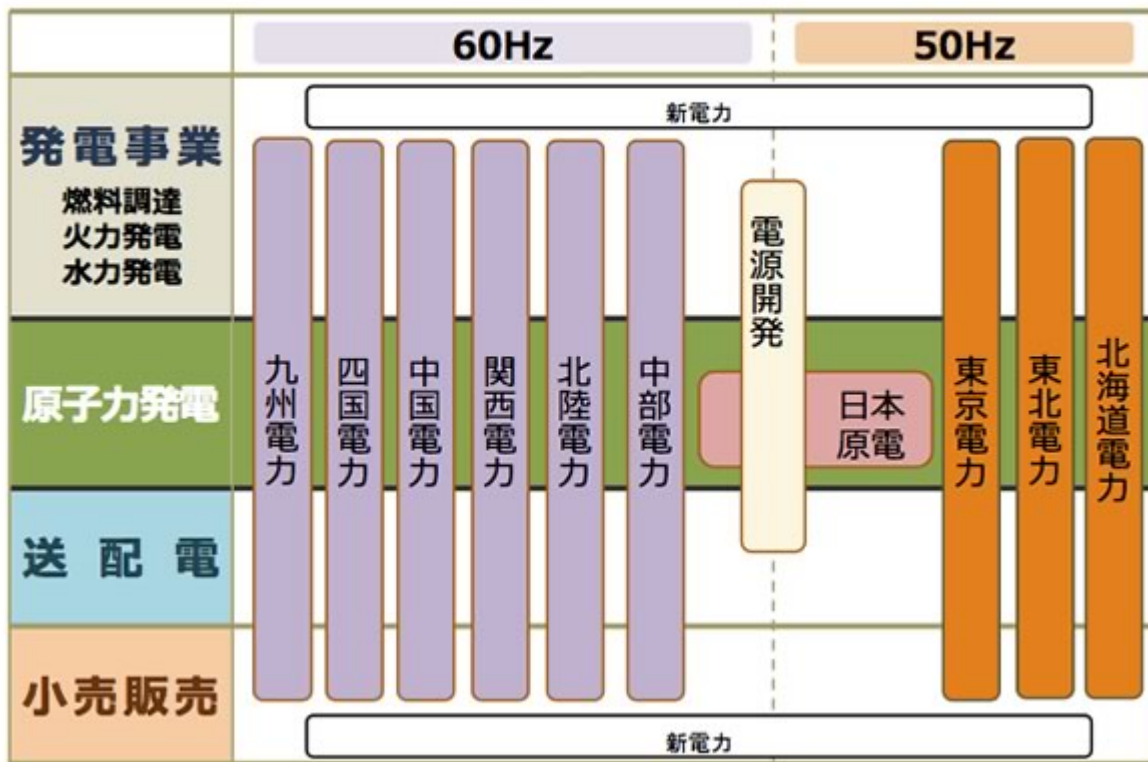 60Hz
50Hz
新電力
発電事業
燃料調達
火力発電
水力発電
原子力発電
送配電
小売販売
九州電力
四国電力
中国電力
関西電力
北陸電力
中部電力
電源開発
日本
原電
東京電力
東北電力
北海道電力
新電力